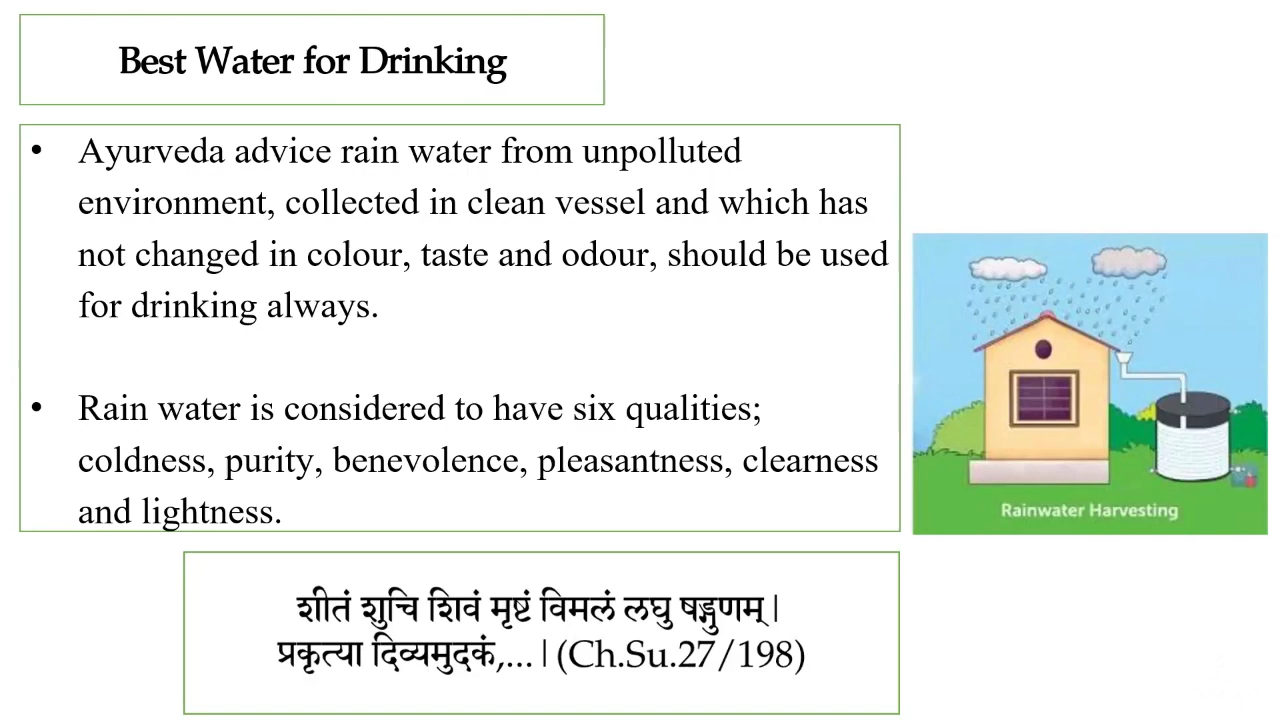 Best Water for Drinking
• Ayurveda advice rain water from unpolluted
environment, collected in clean vessel and which has
not changed in colour, taste and odour, should be used
for drinking always.
• Rain water is considered to have six qualities;
coldness, purity, benevolence, pleasantness, clearness
and lightness.
Rainwater Harvesting
शीतं शुचि शिवं मृष्टं विमलं लघु षड्गुणम् |
प्रकृत्या दिव्यमुदकं,... | (Ch.Su.27/198)